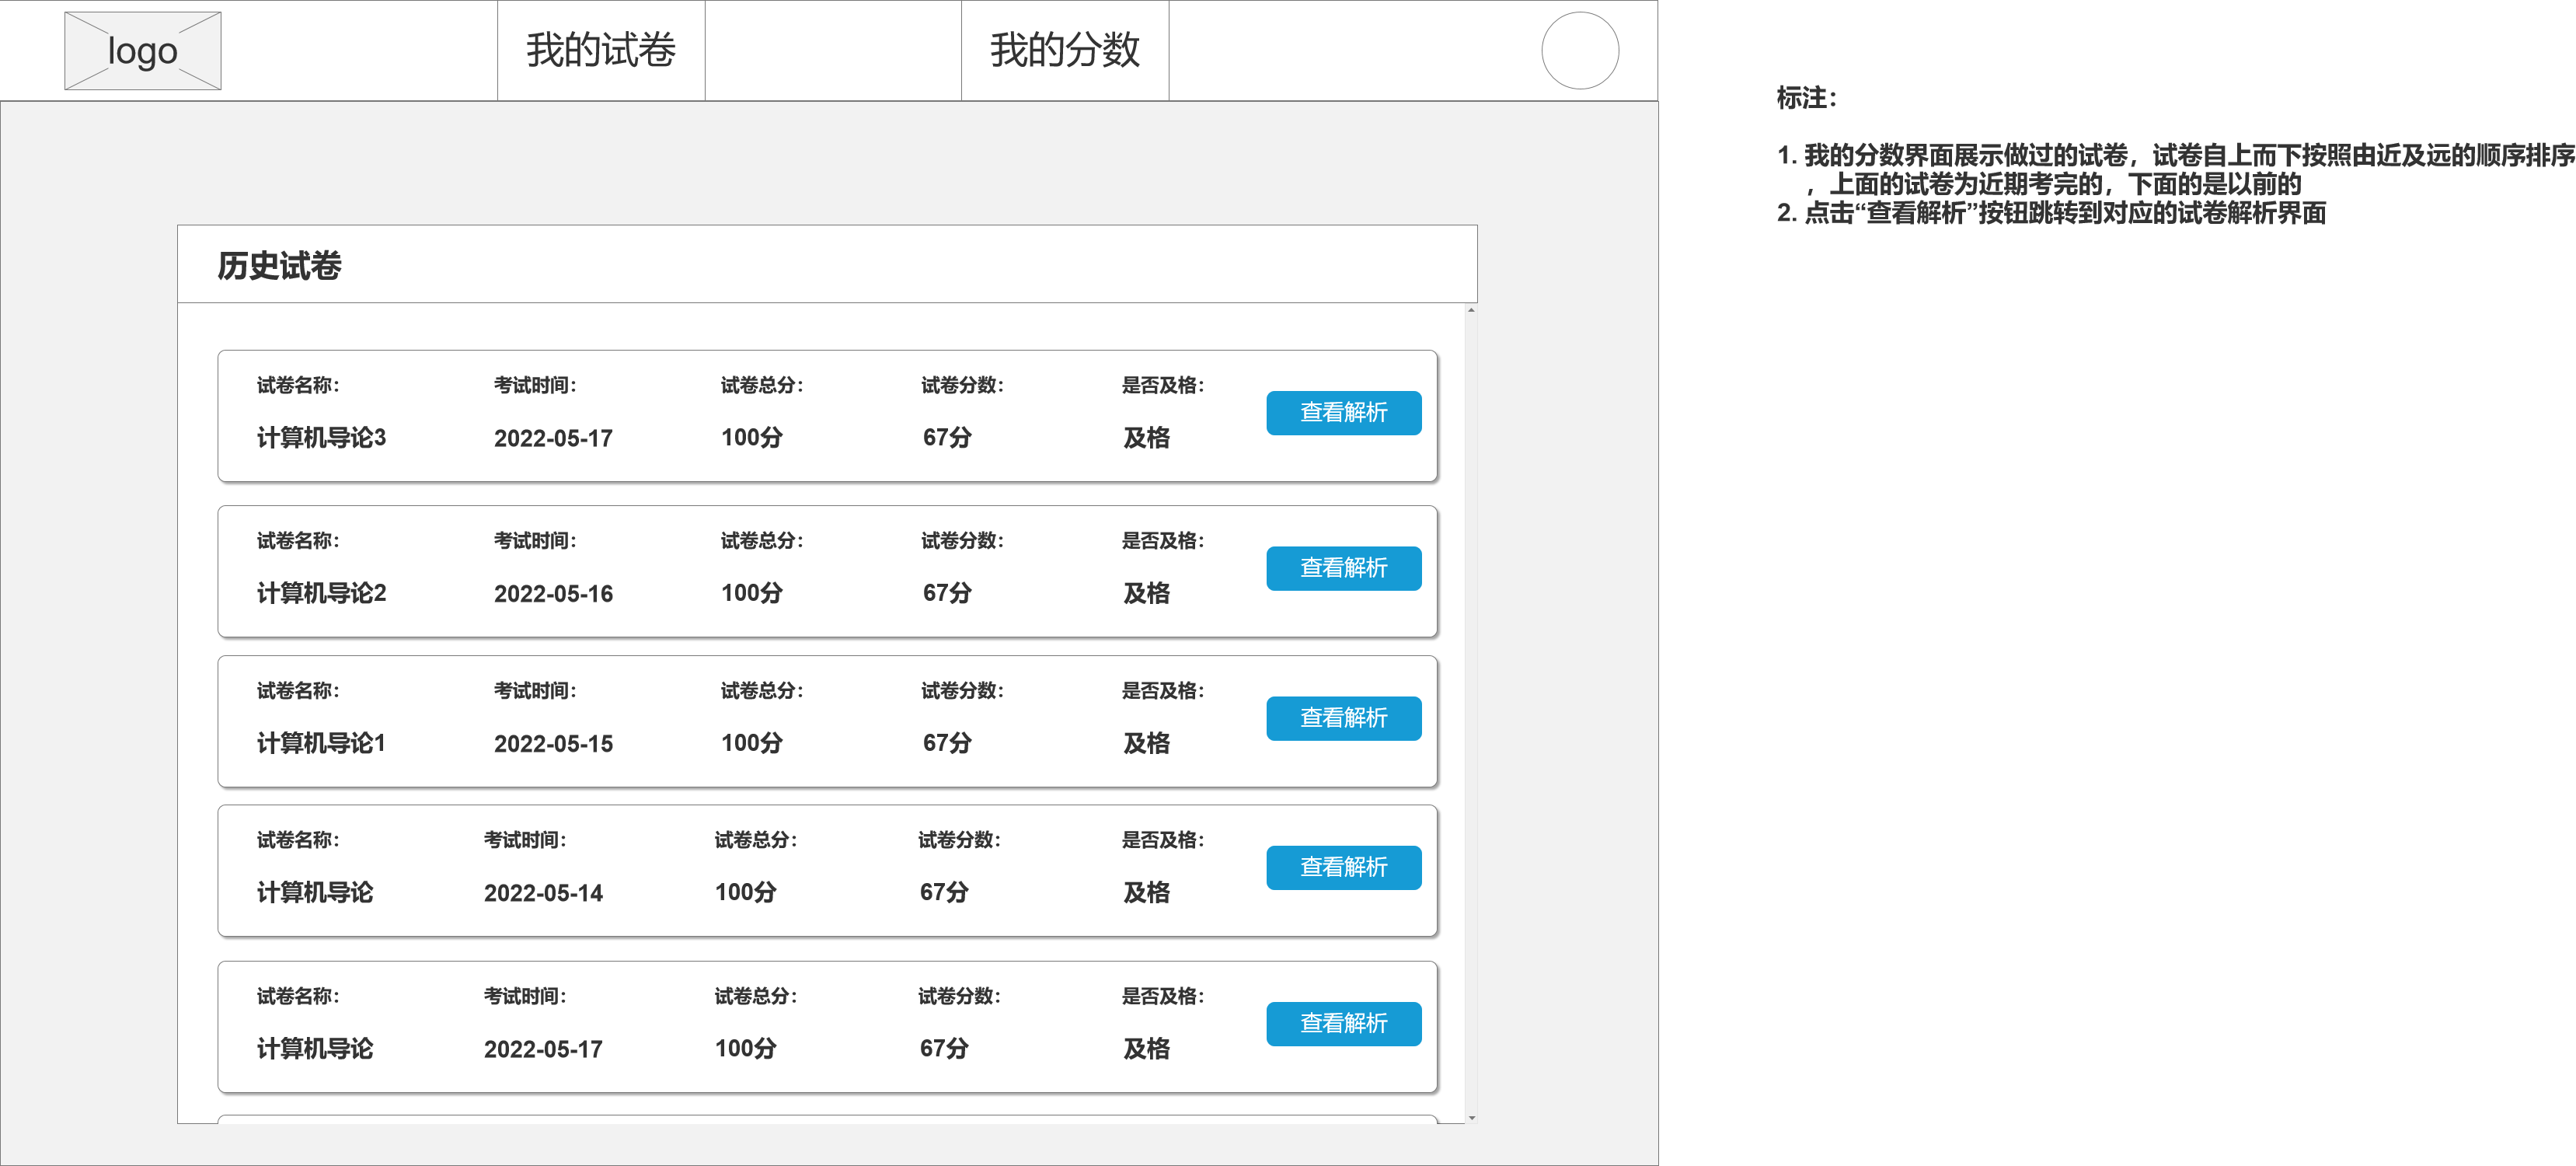 logo
我的试卷
我的分数
标注：
1. 我的分数界面展示做过的试卷，试卷自上而下按照由近及远的顺序排序
，上面的试卷为近期考完的，下面的是以前的
2. 点击“查看解析”按钮跳转到对应的试卷解析界面
历史试卷
试卷名称： 考试时间： 试卷总分： 试卷分数： 是否及格：
查看解析
计算机导论3 2022-05-17 100分 67分 及格
试卷名称： 考试时间： 试卷总分： 试卷分数： 是否及格：
查看解析
计算机导论2 2022-05-16 100分 67分 及格
试卷名称： 考试时间： 试卷总分： 试卷分数： 是否及格：
查看解析
计算机导论1 2022-05-15 100分 67分 及格
试卷名称： 考试时间： 试卷总分： 试卷分数： 是否及格：
查看解析
计算机导论 2022-05-14 100分 67分 及格
试卷名称： 考试时间： 试卷总分： 试卷分数： 是否及格：
查看解析
计算机导论 2022-05-17 100分 67分 及格